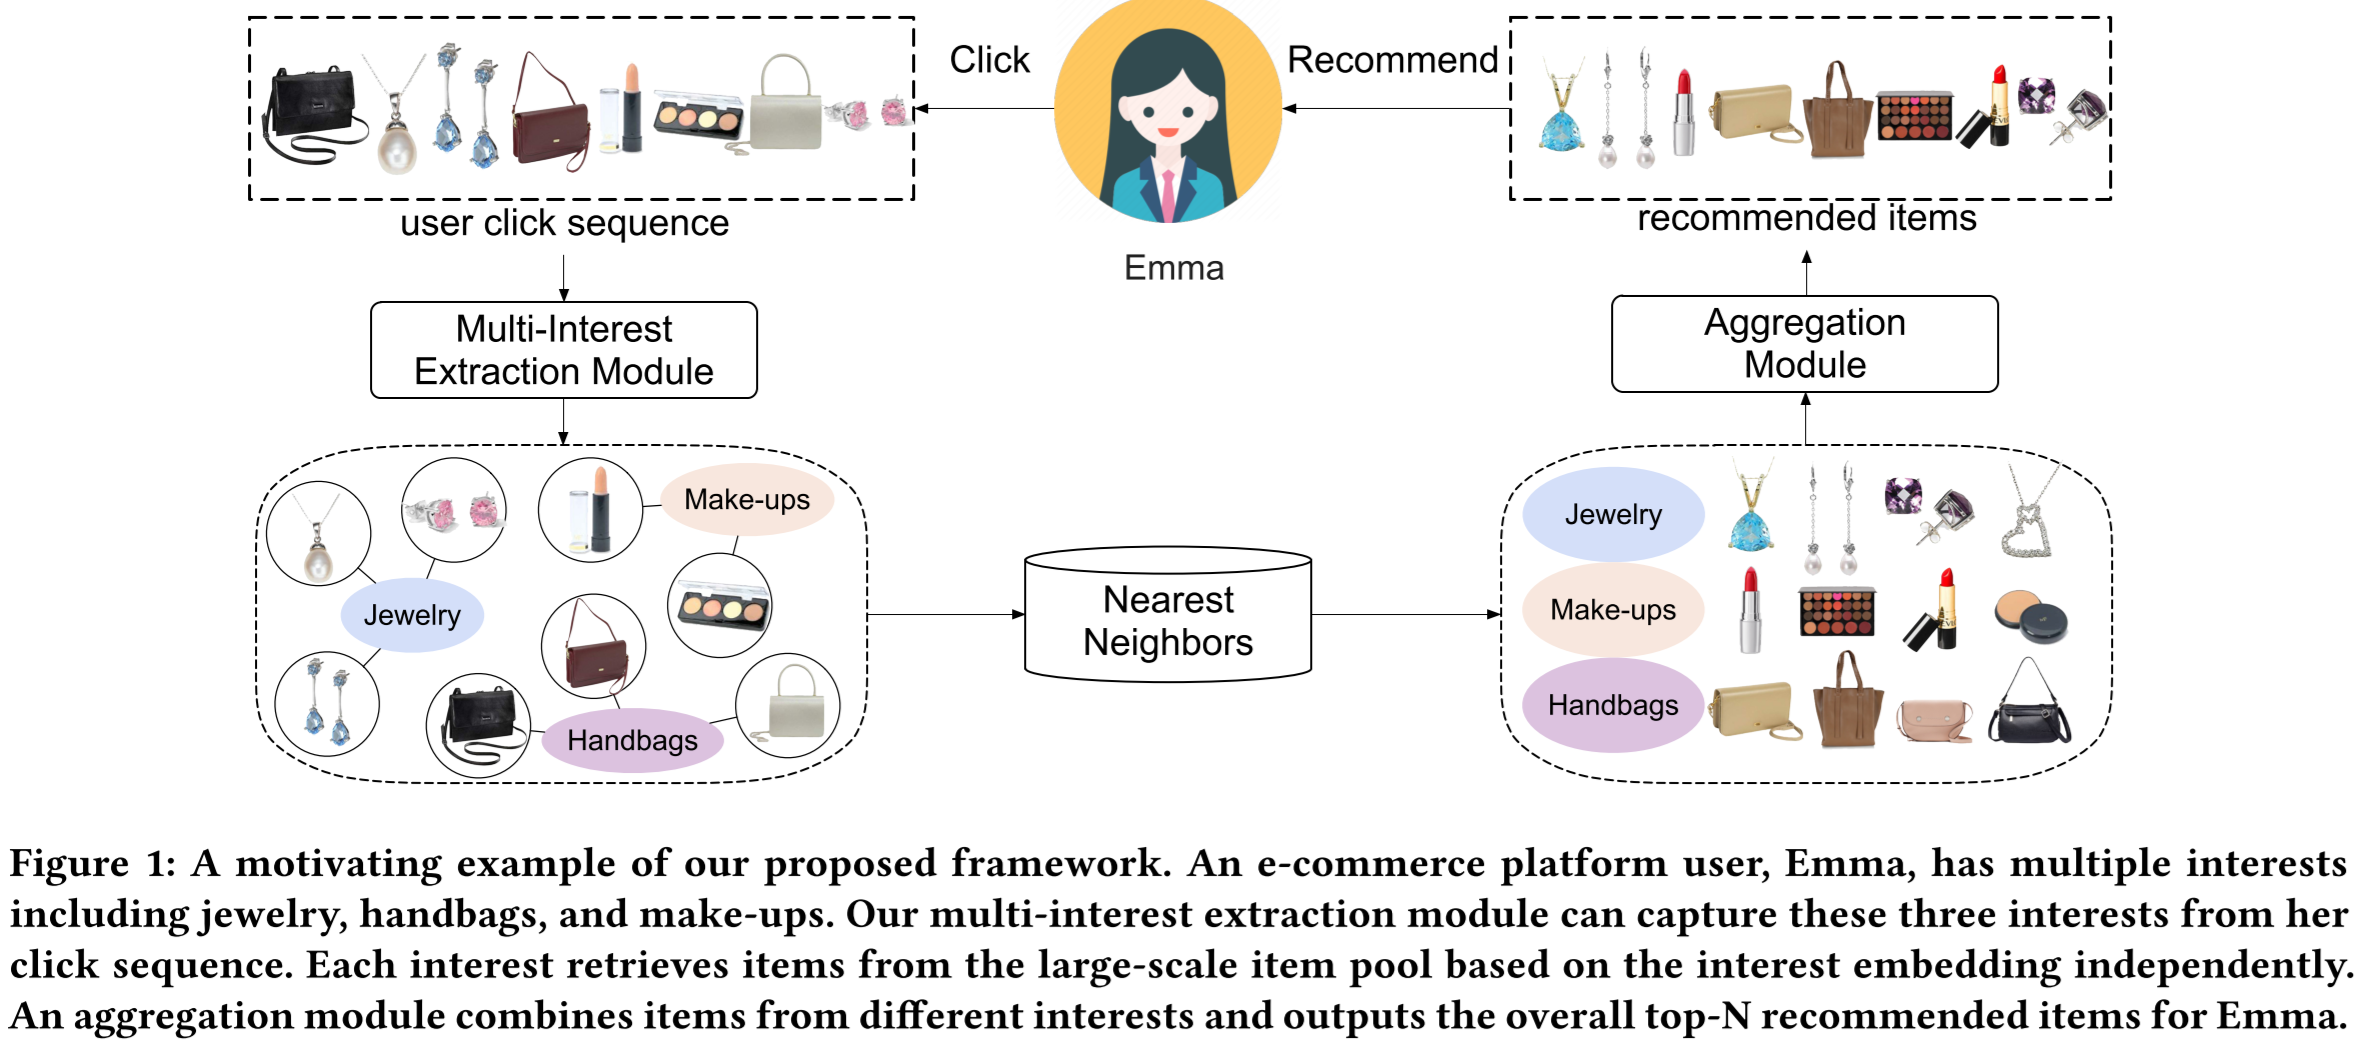 Click
Recommend
user click sequence
Emma
recommended items
Multi-Interest
Extraction Module
Aggregation
Module
Make-ups
Jewelry
Handbags
Nearest
Neighbors
Jewelry
Make-ups
Handbags
Figure 1: A motivating example of our proposed framework. An e-commerce platform user, Emma, has multiple interests
including jewelry, handbags, and make-ups. Our multi-interest extraction module can capture these three interests from her
click sequence. Each interest retrieves items from the large-scale item pool based on the interest embedding independently.
An aggregation module combines items from different interests and outputs the overall top-N recommended items for Emma.